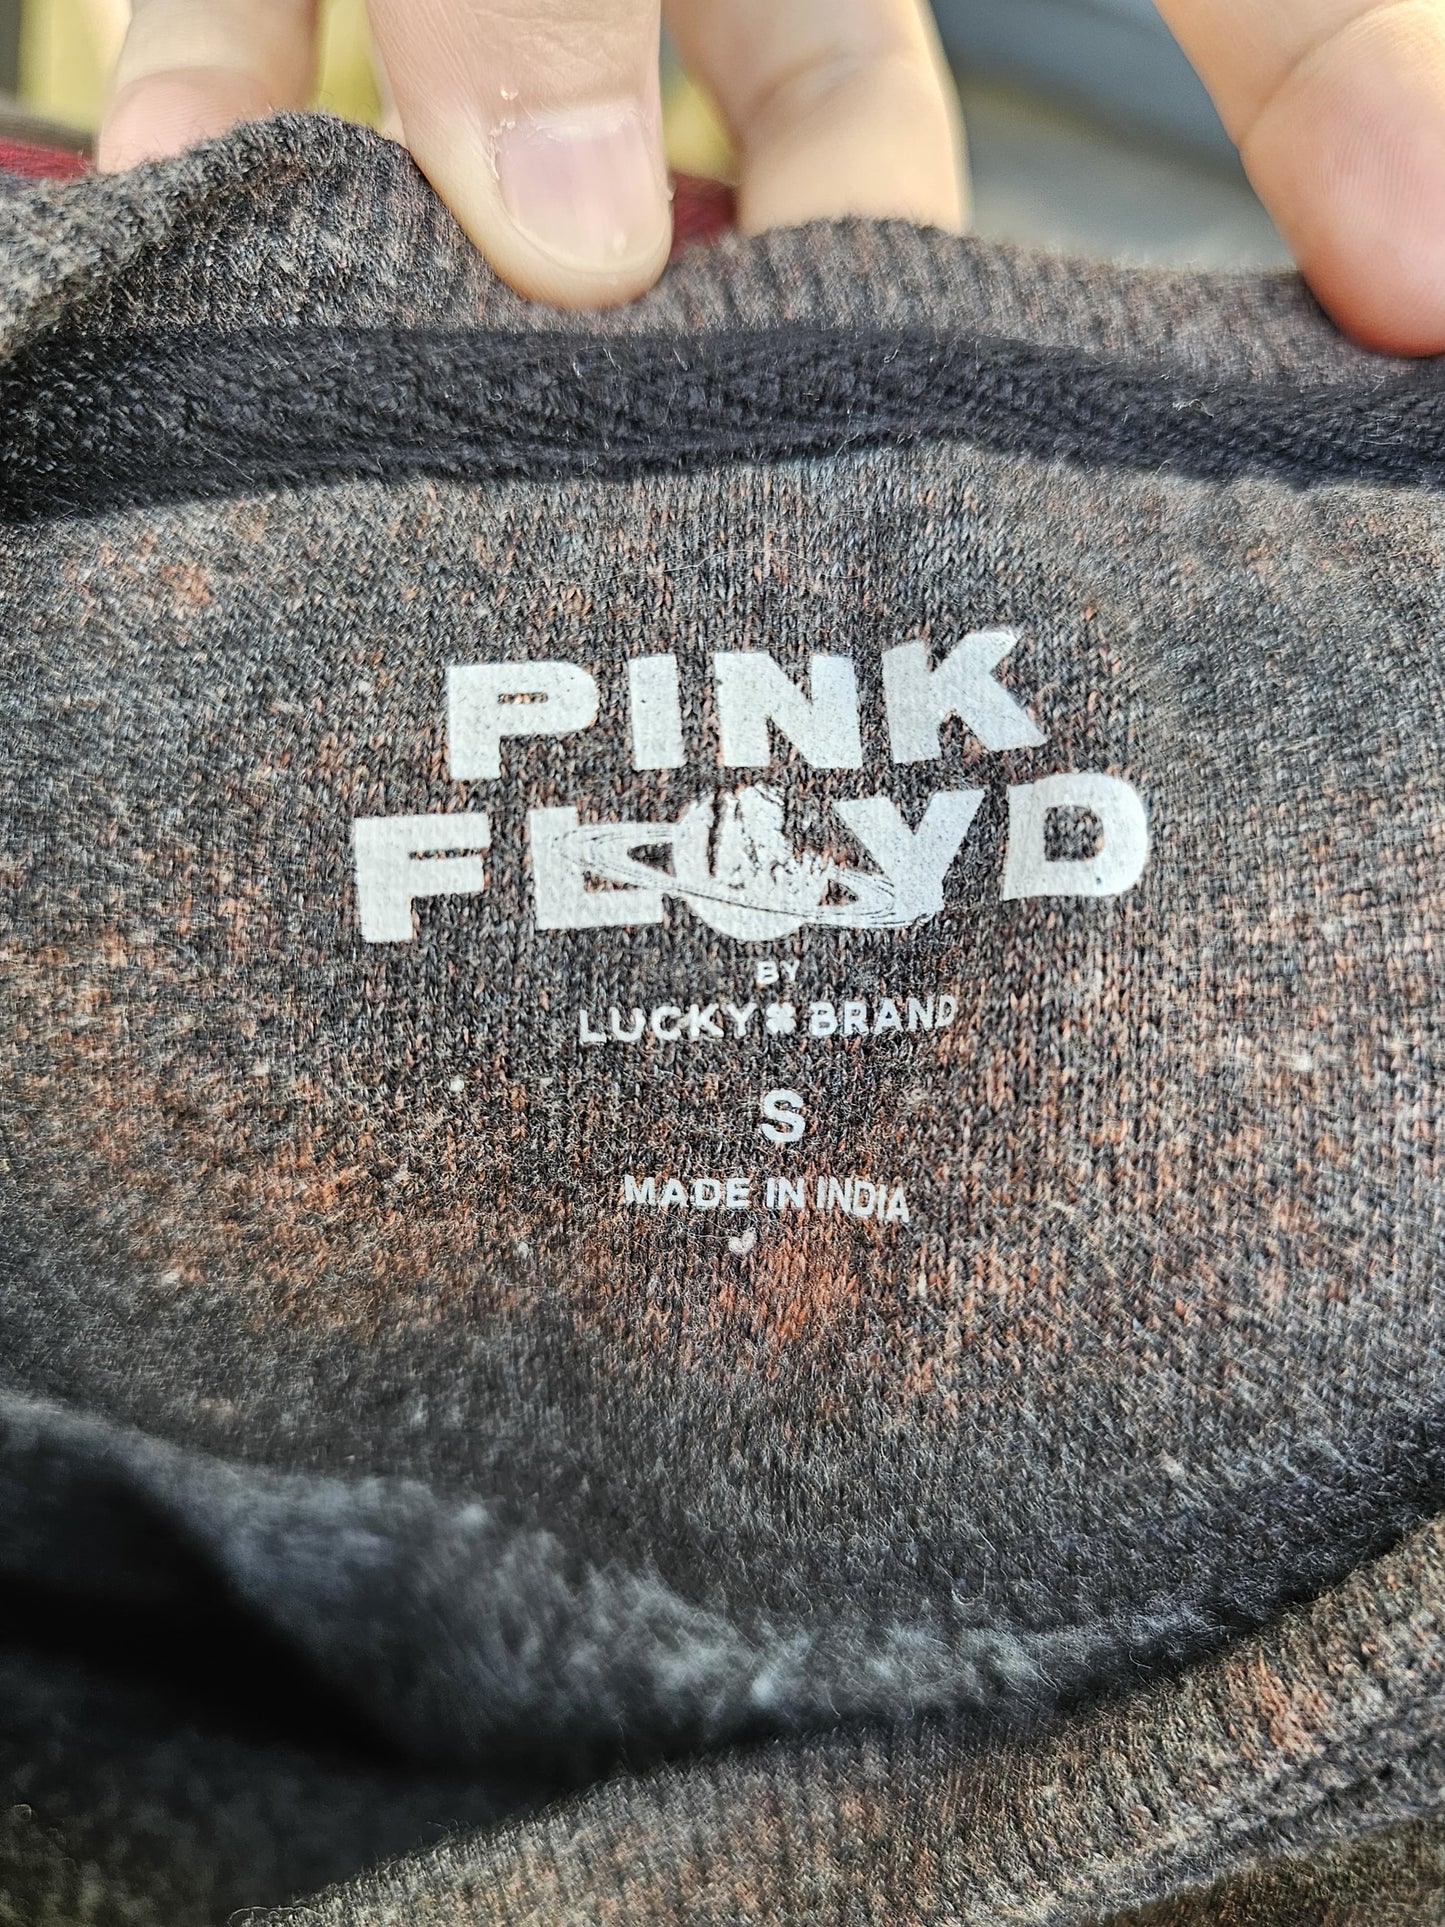 PINK
FLOYD
BY
LUCKY BRAND
S
MADE IN INDIA